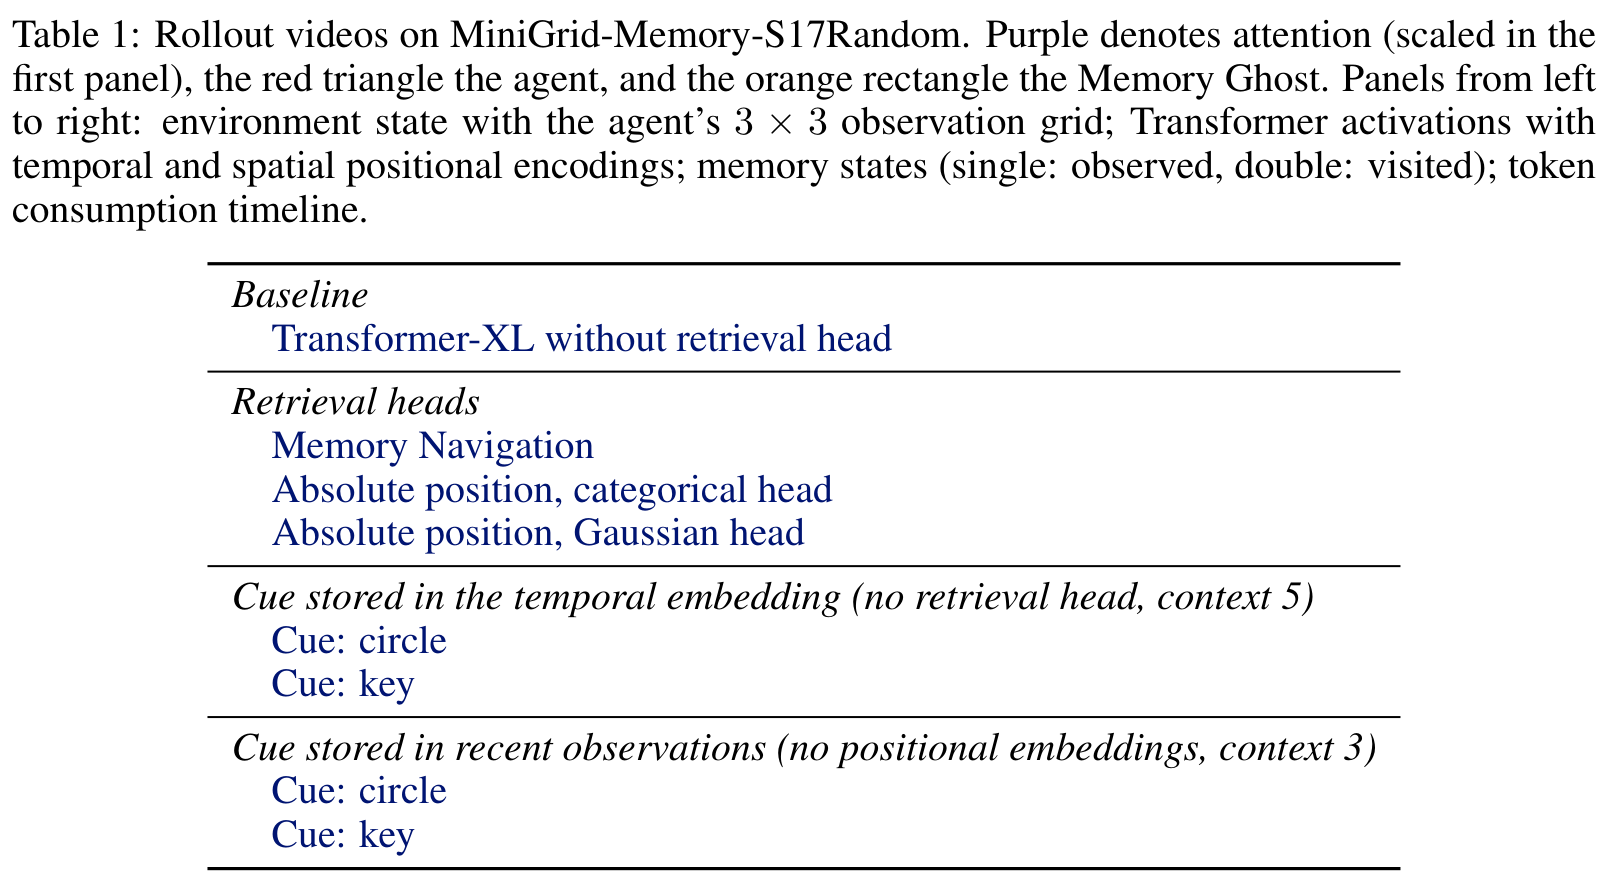 Table 1: Rollout videos on MiniGrid-Memory-S17Random. Purple denotes attention (scaled in the
first panel), the red triangle the agent, and the orange rectangle the Memory Ghost. Panels from left
to right: environment state with the agent's 3 × 3 observation grid; Transformer activations with
temporal and spatial positional encodings; memory states (single: observed, double: visited); token
consumption timeline.
Baseline
Transformer-XL without retrieval head
Retrieval heads
Memory Navigation
Absolute position, categorical head
Absolute position, Gaussian head
Cue stored in the temporal embedding (no retrieval head, context 5)
Cue: circle
Cue: key
Cue stored in recent observations (no positional embeddings, context 3)
Cue: circle
Cue: key